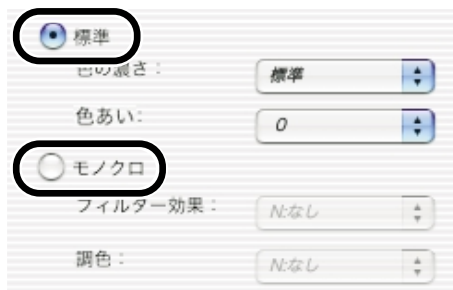 標準
色の濃さ： 標準
色あい： 0
モノクロ
フィルター効果： N:なし
調色： N:なし